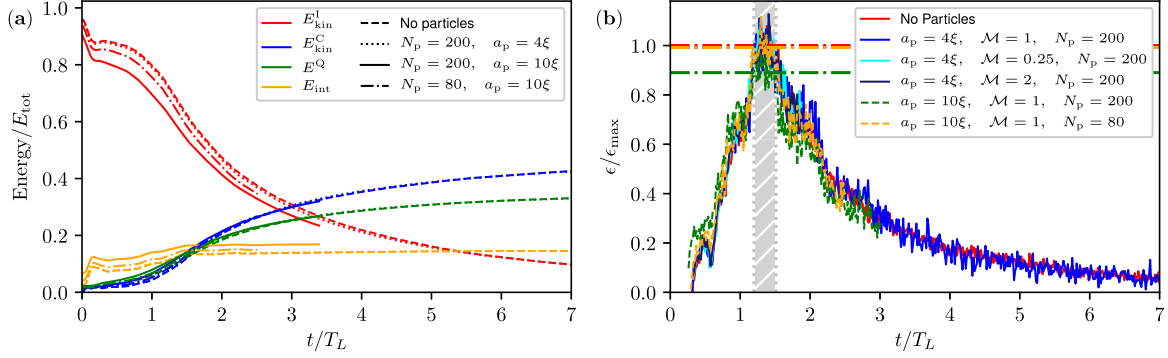 (a)
Energy/E_tot
1.0
0.8
0.6
0.4
0.2
0.0
E^I_kin
E^C_kin
E^Q
E_int
No particles
N_p = 200, a_p = 4ξ
N_p = 200, a_p = 10ξ
N_p = 80, a_p = 10ξ
0 1 2 3 4 5 6 7
t/T_L
(b)
ϵ/ϵ_max
1.0
0.8
0.6
0.4
0.2
0.0
No Particles
a_p = 4ξ, ℳ = 1, N_p = 200
a_p = 4ξ, ℳ = 0.25, N_p = 200
a_p = 4ξ, ℳ = 2, N_p = 200
a_p = 10ξ, ℳ = 1, N_p = 200
a_p = 10ξ, ℳ = 1, N_p = 80
0 1 2 3 4 5 6 7
t/T_L